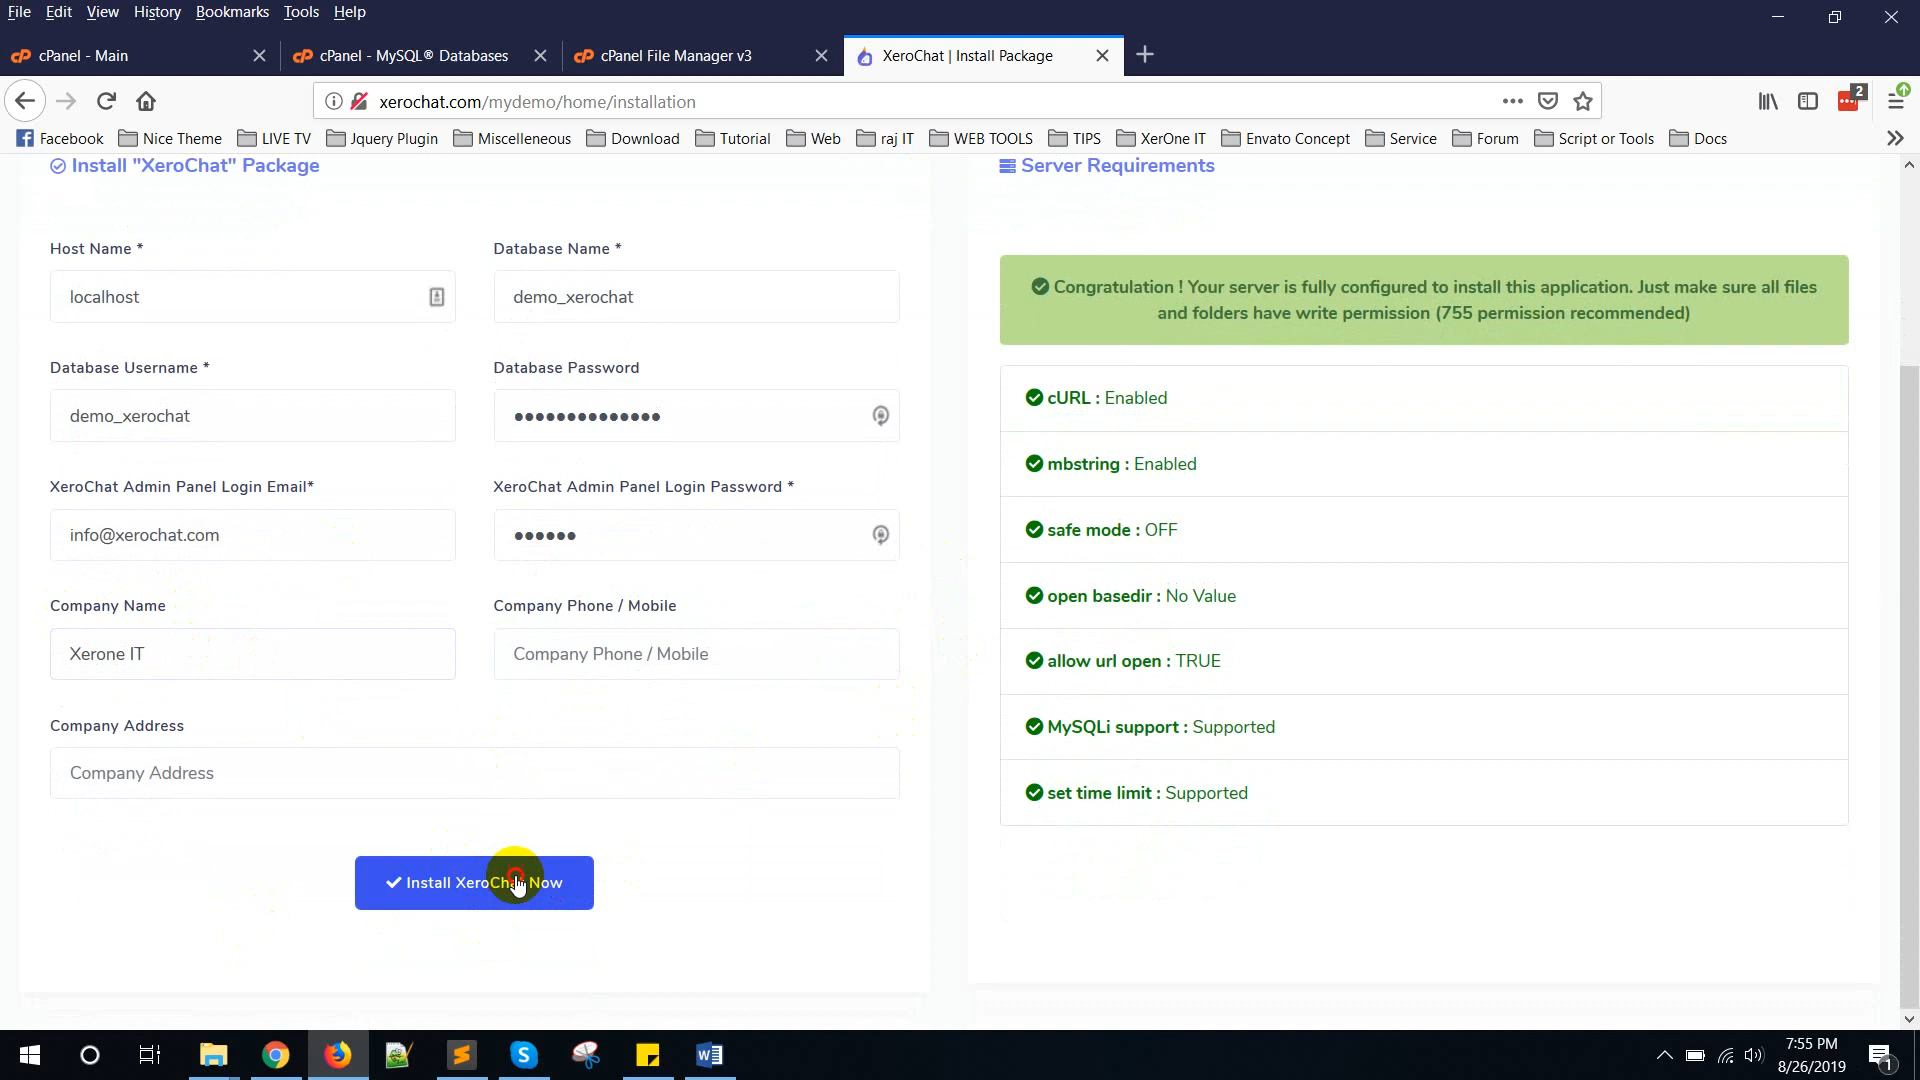 File Edit View History Bookmarks Tools Help
cPanel - Main
cPanel - MySQL® Databases
cPanel File Manager v3
XeroChat | Install Package
xerochat.com/mydemo/home/installation
2
Facebook Nice Theme LIVE TV Jquery Plugin Miscelleneous Download Tutorial Web raj IT WEB TOOLS TIPS XerOne IT Envato Concept Service Forum Script or Tools Docs
Install "XeroChat" Package
Host Name *
localhost
Database Name *
demo_xerochat
Database Username *
demo_xerochat
Database Password
••••••••••••••
XeroChat Admin Panel Login Email*
info@xerochat.com
XeroChat Admin Panel Login Password *
••••••
Company Name
Xerone IT
Company Phone / Mobile
Company Phone / Mobile
Company Address
Company Address
Install XeroChat Now
Server Requirements
Congratulation ! Your server is fully configured to install this application. Just make sure all files
and folders have write permission (755 permission recommended)
cURL : Enabled
mbstring : Enabled
safe mode : OFF
open basedir : No Value
allow url open : TRUE
MySQLi support : Supported
set time limit : Supported
7:55 PM
8/26/2019
1